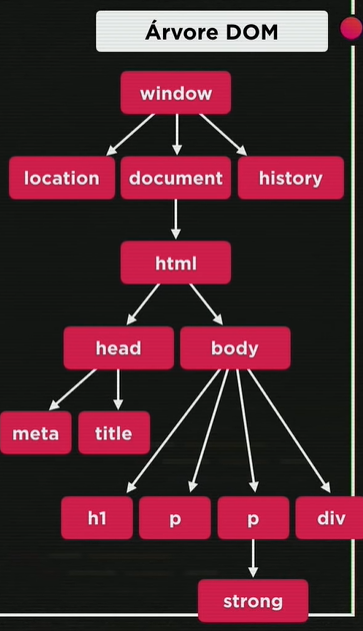 Árvore DOM
window
location document history
html
head body
meta title
h1 p p div
strong